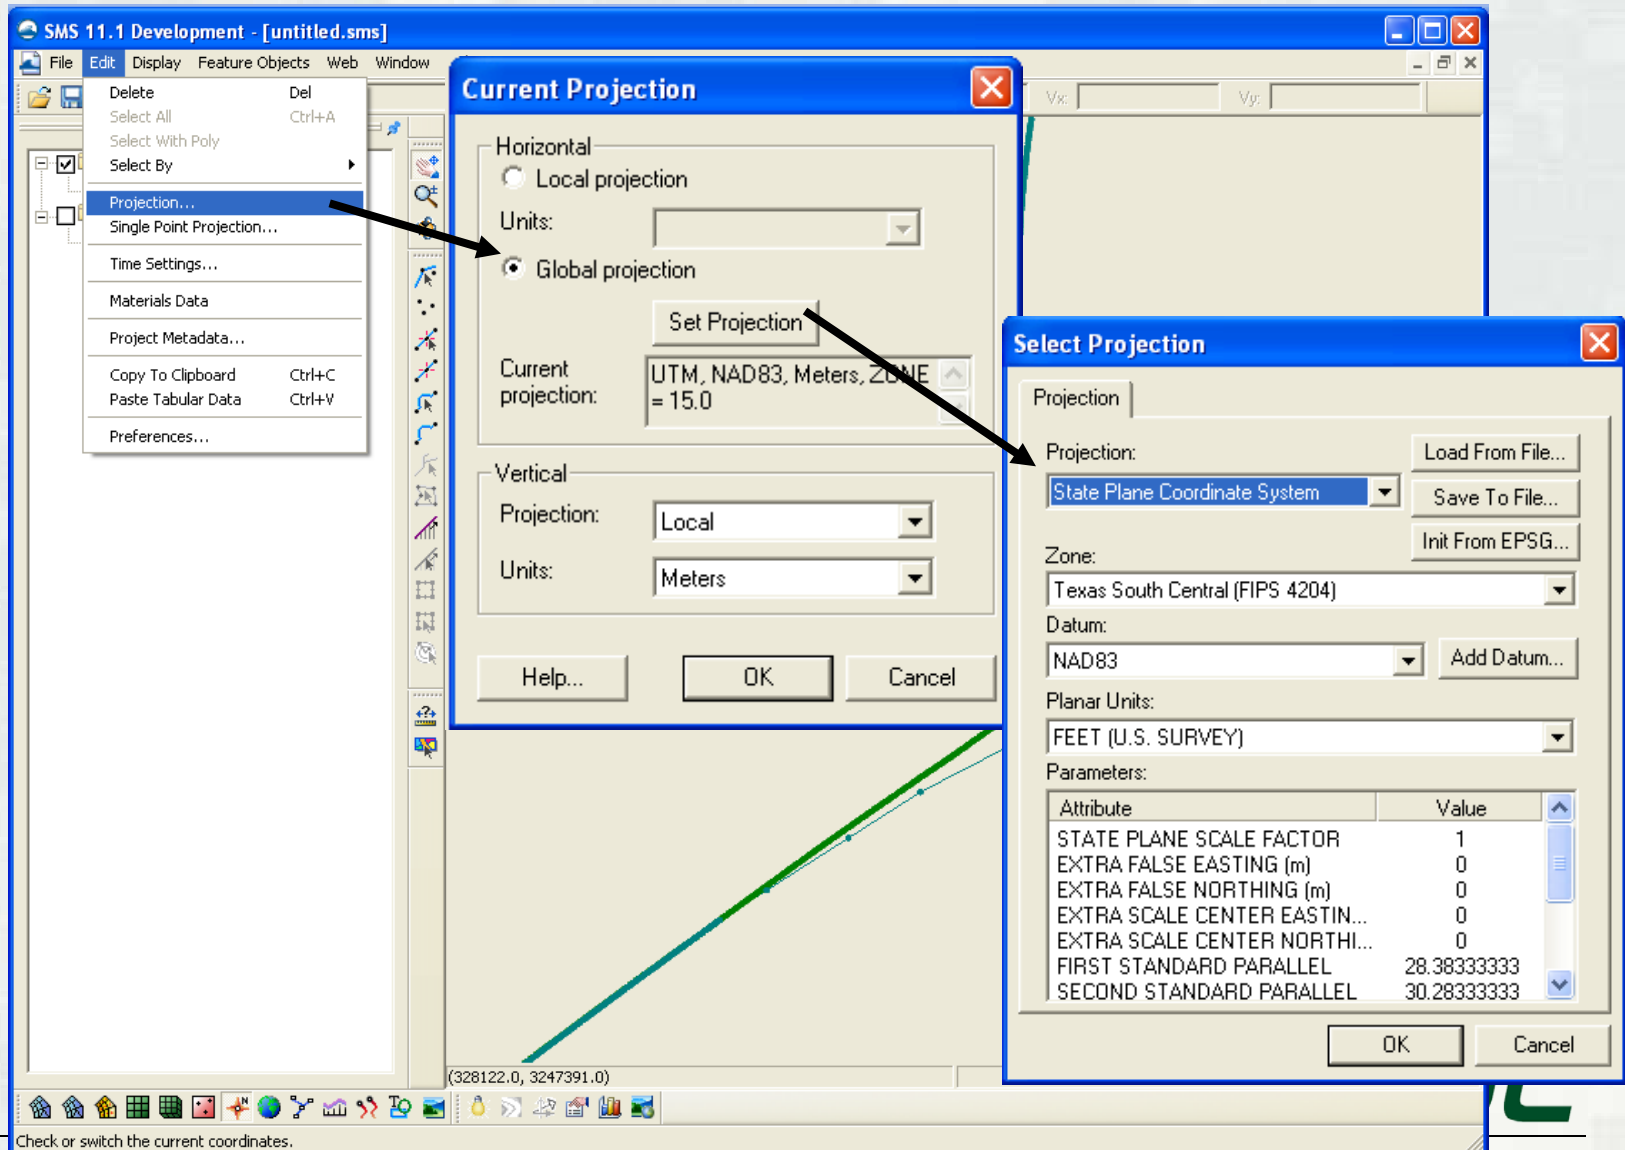 SMS 11.1 Development - [untitled.sms]
File Edit Display Feature Objects Web Window
Vx: Vy:
Delete Del
Select All Ctrl+A
Select With Poly
Select By
Projection...
Single Point Projection...
Time Settings...
Materials Data
Project Metadata...
Copy To Clipboard Ctrl+C
Paste Tabular Data Ctrl+V
Preferences...
Current Projection
Horizontal
Local projection
Units:
Global projection
Set Projection
Current projection:
UTM, NAD83, Meters, ZONE
= 15.0
Vertical
Projection: Local
Units: Meters
Help... OK Cancel
Select Projection
Projection
Projection: Load From File...
State Plane Coordinate System Save To File...
Init From EPSG...
Zone:
Texas South Central (FIPS 4204)
Datum:
NAD83 Add Datum...
Planar Units:
FEET (U.S. SURVEY)
Parameters:
Attribute Value
STATE PLANE SCALE FACTOR 1
EXTRA FALSE EASTING (m) 0
EXTRA FALSE NORTHING (m) 0
EXTRA SCALE CENTER EASTIN... 0
EXTRA SCALE CENTER NORTHI... 0
FIRST STANDARD PARALLEL 28.38333333
SECOND STANDARD PARALLEL 30.28333333
OK Cancel
(328122.0, 3247391.0)
Check or switch the current coordinates.